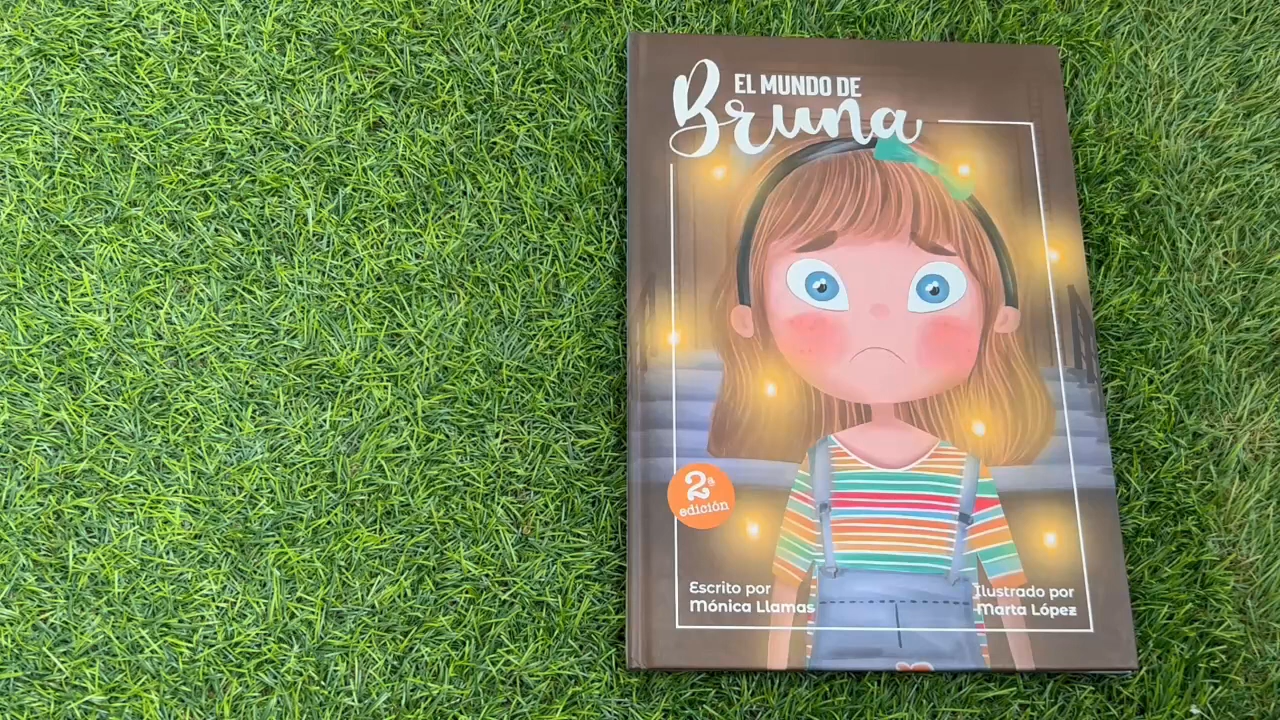 EL MUNDO DE
Bruna
2ª
edición
Escrito por
Mónica Llamas
Ilustrado por
Marta López